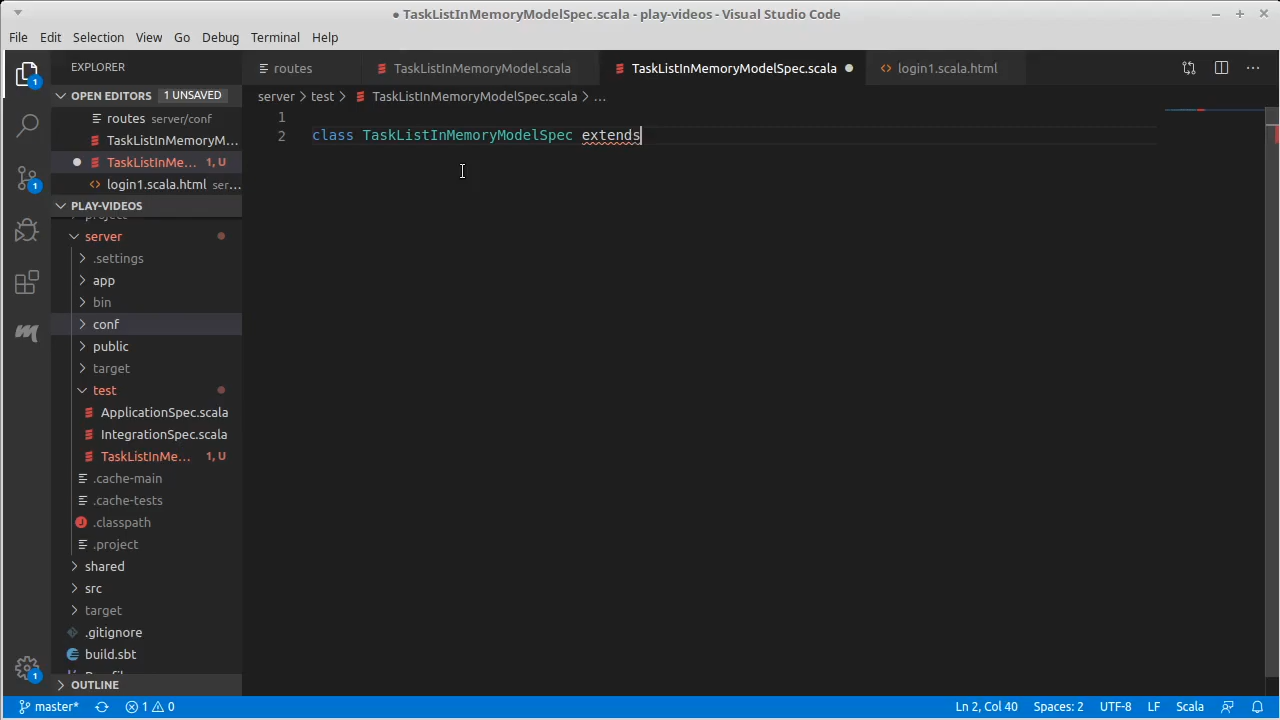 ● TaskListInMemoryModelSpec.scala - play-videos - Visual Studio Code
File Edit Selection View Go Debug Terminal Help
EXPLORER
routes
TaskListInMemoryModel.scala
TaskListInMemoryModelSpec.scala
login1.scala.html
OPEN EDITORS 1 UNSAVED
server > test > TaskListInMemoryModelSpec.scala > ...
routes server/conf
TaskListInMemoryM...
TaskListInMe... 1, U
login1.scala.html ser...
1
2 class TaskListInMemoryModelSpec extends
PLAY-VIDEOS
project
server
.settings
app
bin
conf
public
target
test
ApplicationSpec.scala
IntegrationSpec.scala
TaskListInMe... 1, U
.cache-main
.cache-tests
.classpath
.project
shared
src
target
.gitignore
build.sbt
OUTLINE
1
1
1
master* 1 0 Ln 2, Col 40 Spaces: 2 UTF-8 LF Scala